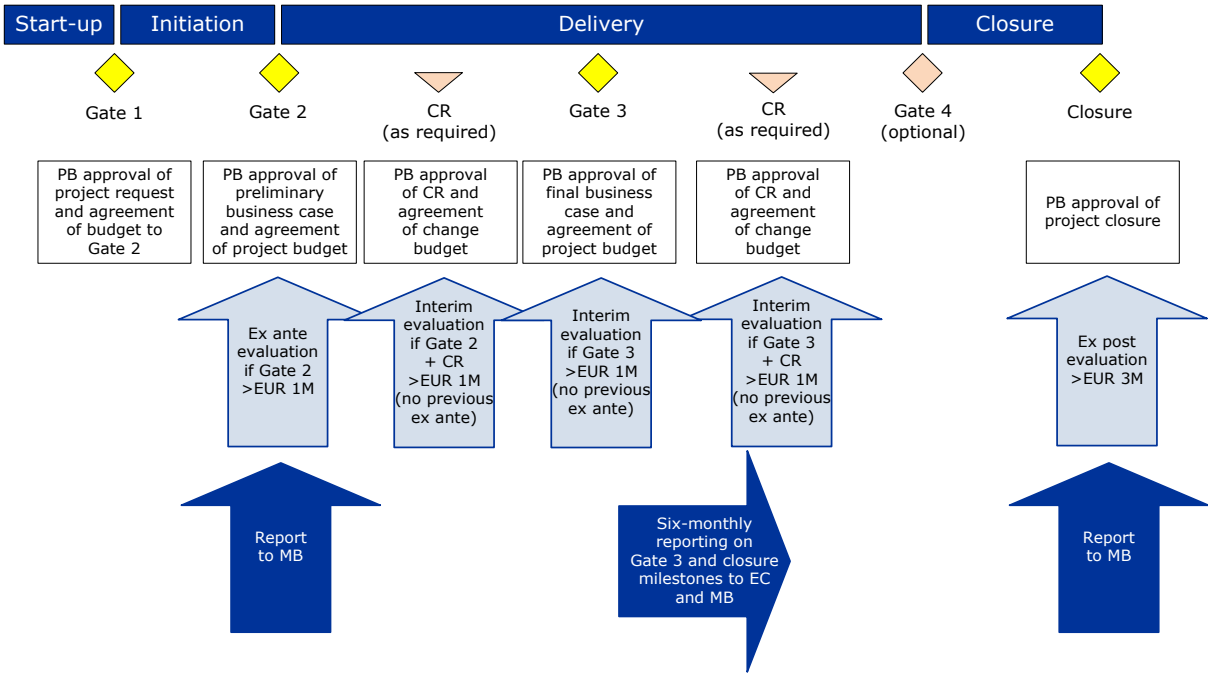 Start-up
Initiation
Delivery
Closure
Gate 1
Gate 2
CR
(as required)
Gate 3
CR
(as required)
Gate 4
(optional)
Closure
PB approval of
project request
and agreement
of budget to
Gate 2
PB approval of
preliminary
business case
and agreement
of project budget
PB approval
of CR and
agreement
of change
budget
PB approval of
final business
case and
agreement of
project budget
PB approval
of CR and
agreement
of change
budget
PB approval of
project closure
Ex ante
evaluation
if Gate 2
>EUR 1M
Interim
evaluation
if Gate 2
+ CR
>EUR 1M
(no previous
ex ante)
Interim
evaluation
if Gate 3
>EUR 1M
(no previous
ex ante)
Interim
evaluation
if Gate 3
+ CR
>EUR 1M
(no previous
ex ante)
Ex post
evaluation
>EUR 3M
Report
to MB
Six-monthly
reporting on
Gate 3 and closure
milestones to EC
and MB
Report
to MB